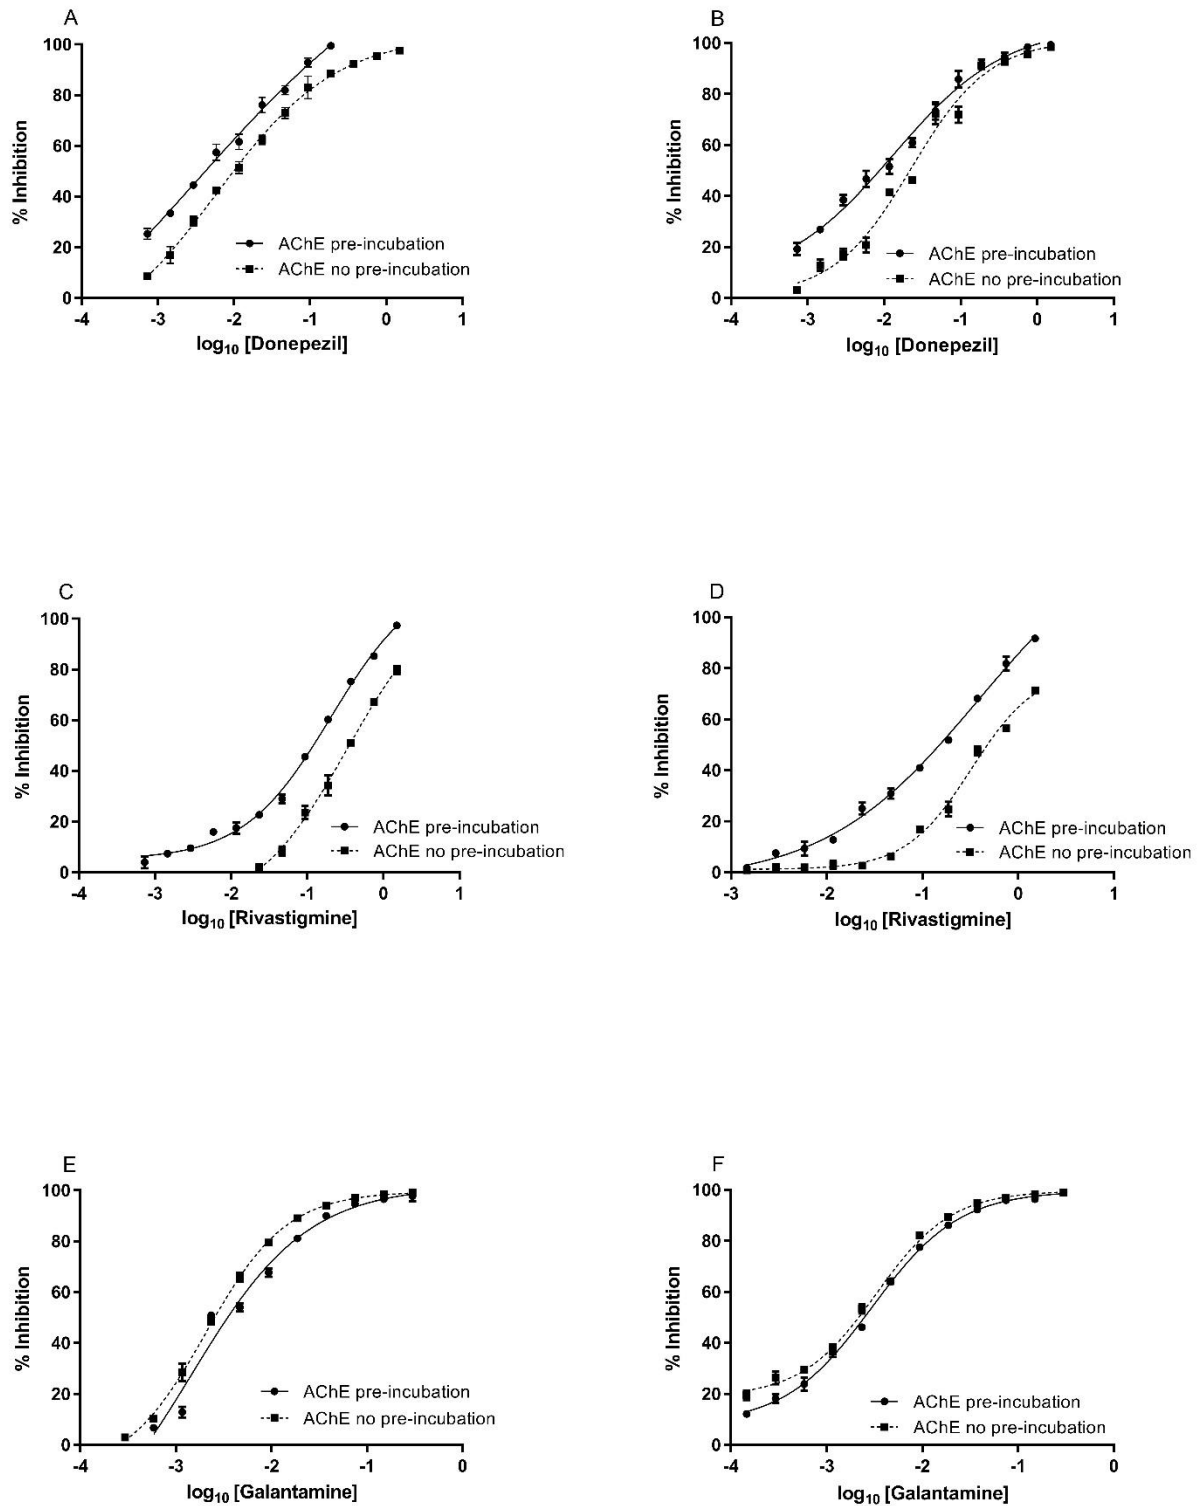 A
100
80
60
40
20
0
% Inhibition
AChE pre-incubation
AChE no pre-incubation
-4 -3 -2 -1 0 1
log10 [Donepezil]
B
100
80
60
40
20
0
% Inhibition
AChE pre-incubation
AChE no pre-incubation
-4 -3 -2 -1 0 1
log10 [Donepezil]
C
100
80
60
40
20
0
% Inhibition
AChE pre-incubation
AChE no pre-incubation
-4 -3 -2 -1 0 1
log10 [Rivastigmine]
D
100
80
60
40
20
0
% Inhibition
AChE pre-incubation
AChE no pre-incubation
-3 -2 -1 0 1
log10 [Rivastigmine]
E
100
80
60
40
20
0
% Inhibition
AChE pre-incubation
AChE no pre-incubation
-4 -3 -2 -1 0
log10 [Galantamine]
F
100
80
60
40
20
0
% Inhibition
AChE pre-incubation
AChE no pre-incubation
-4 -3 -2 -1 0
log10 [Galantamine]